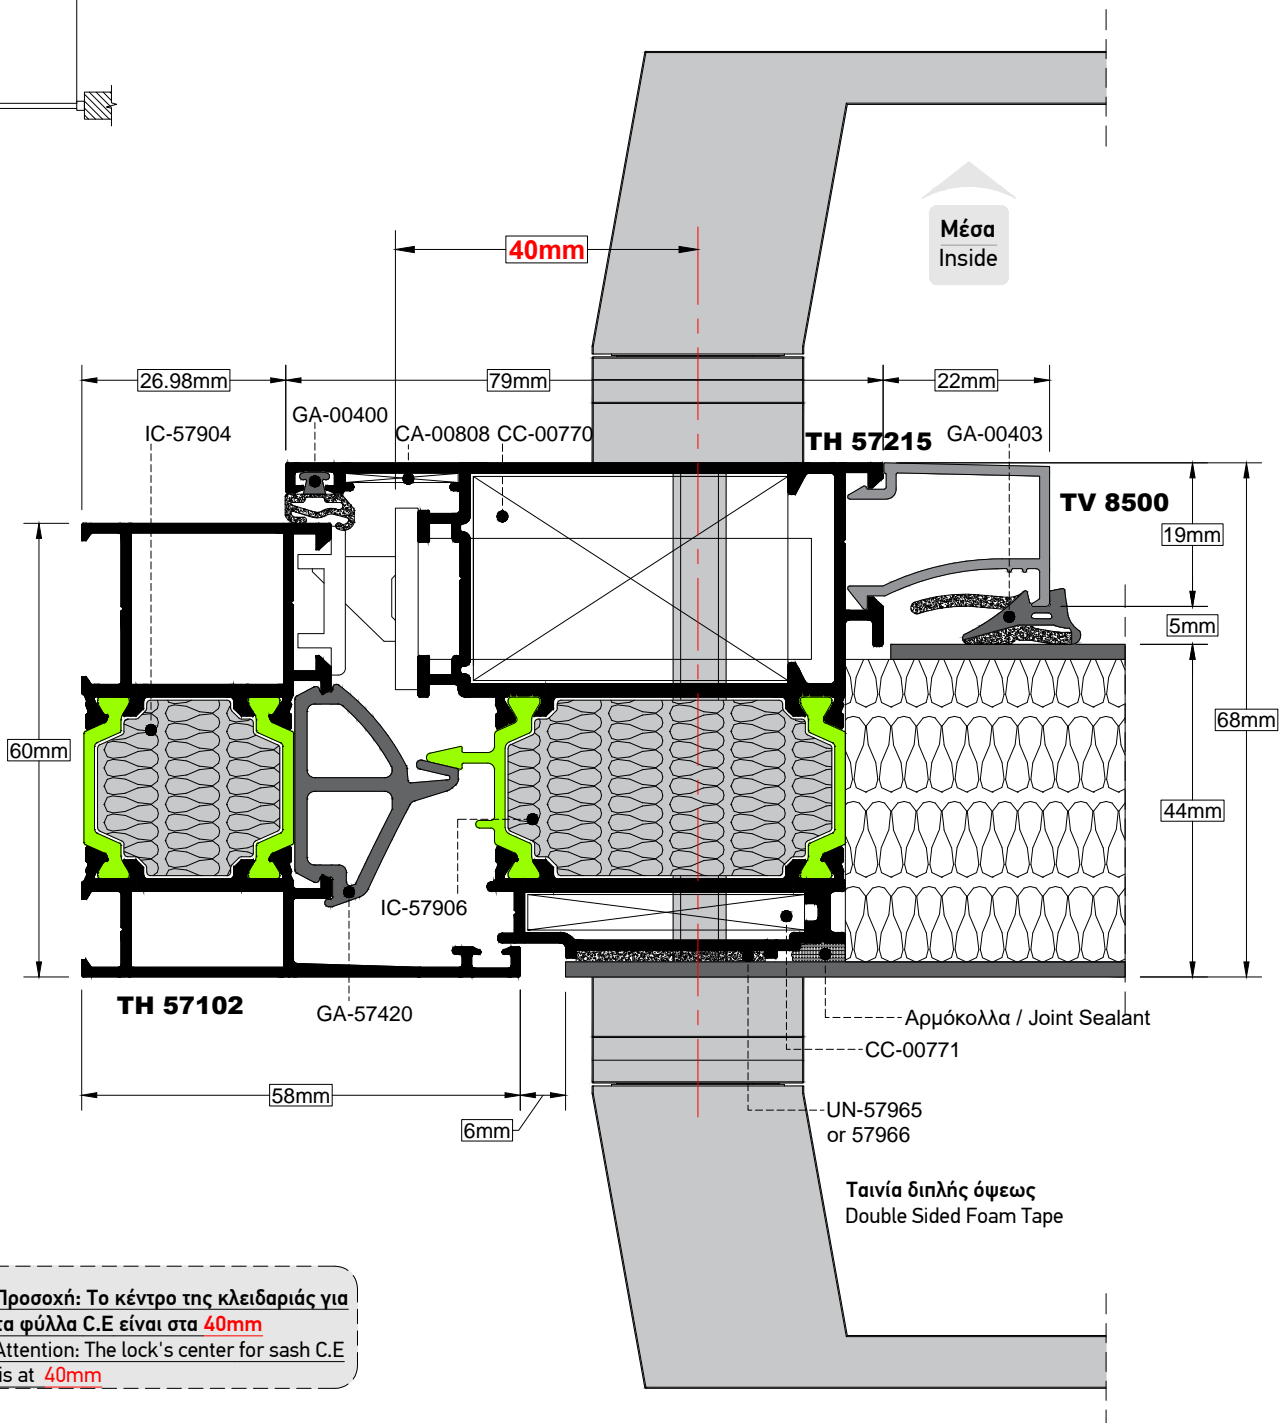 Μέσα
Inside
40mm
26.98mm
79mm
22mm
GA-00400
IC-57904
CA-00808
CC-00770
TH 57215
GA-00403
TV 8500
19mm
5mm
68mm
60mm
44mm
IC-57906
TH 57102
GA-57420
Αρμόκολλα / Joint Sealant
CC-00771
58mm
6mm
UN-57965
or 57966
Ταινία διπλής όψεως
Double Sided Foam Tape
Προσοχή: Το κέντρο της κλειδαριάς για
τα φύλλα C.E είναι στα 40mm
Attention: The lock's center for sash C.E
is at 40mm